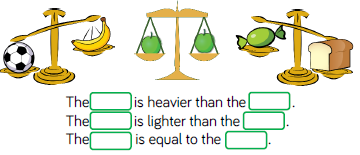 The is heavier than the .
The is lighter than the .
The is equal to the .